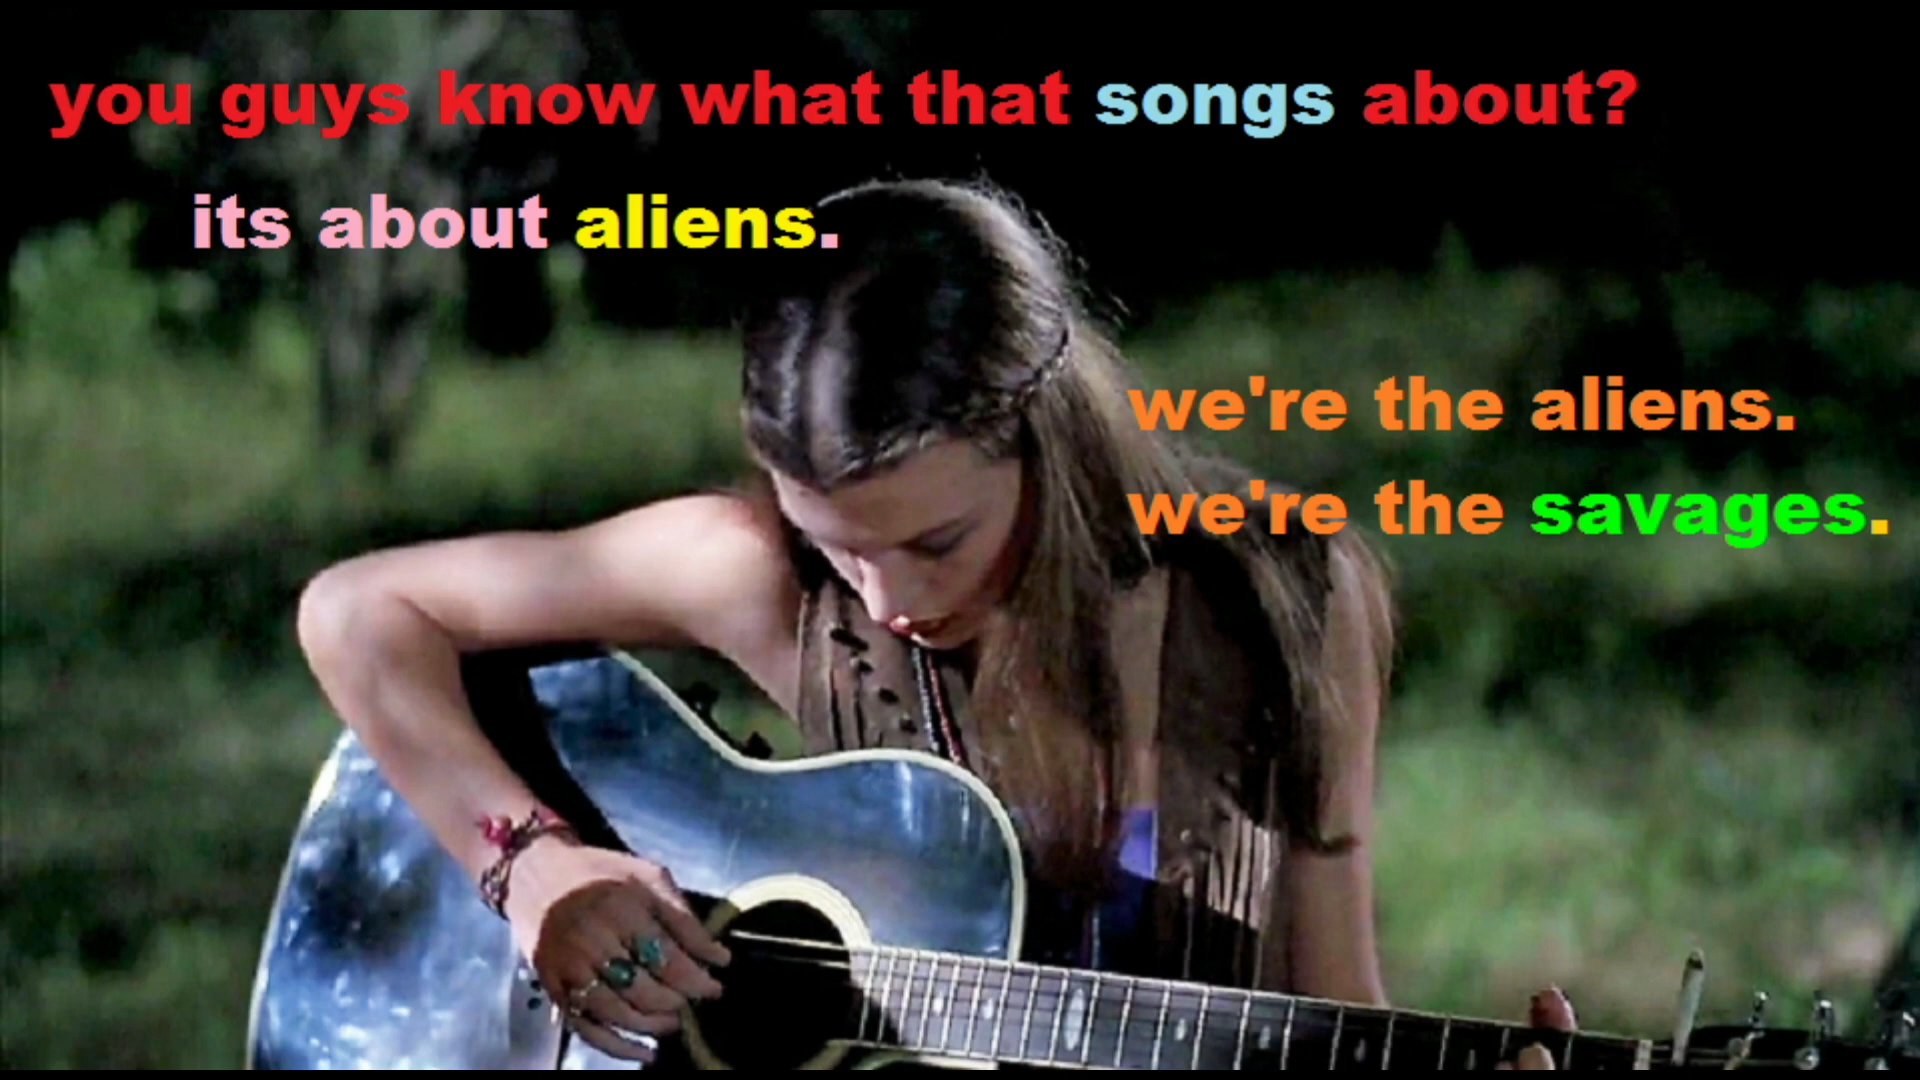 you guys know what that songs about?
its about aliens.
we're the aliens.
we're the savages.